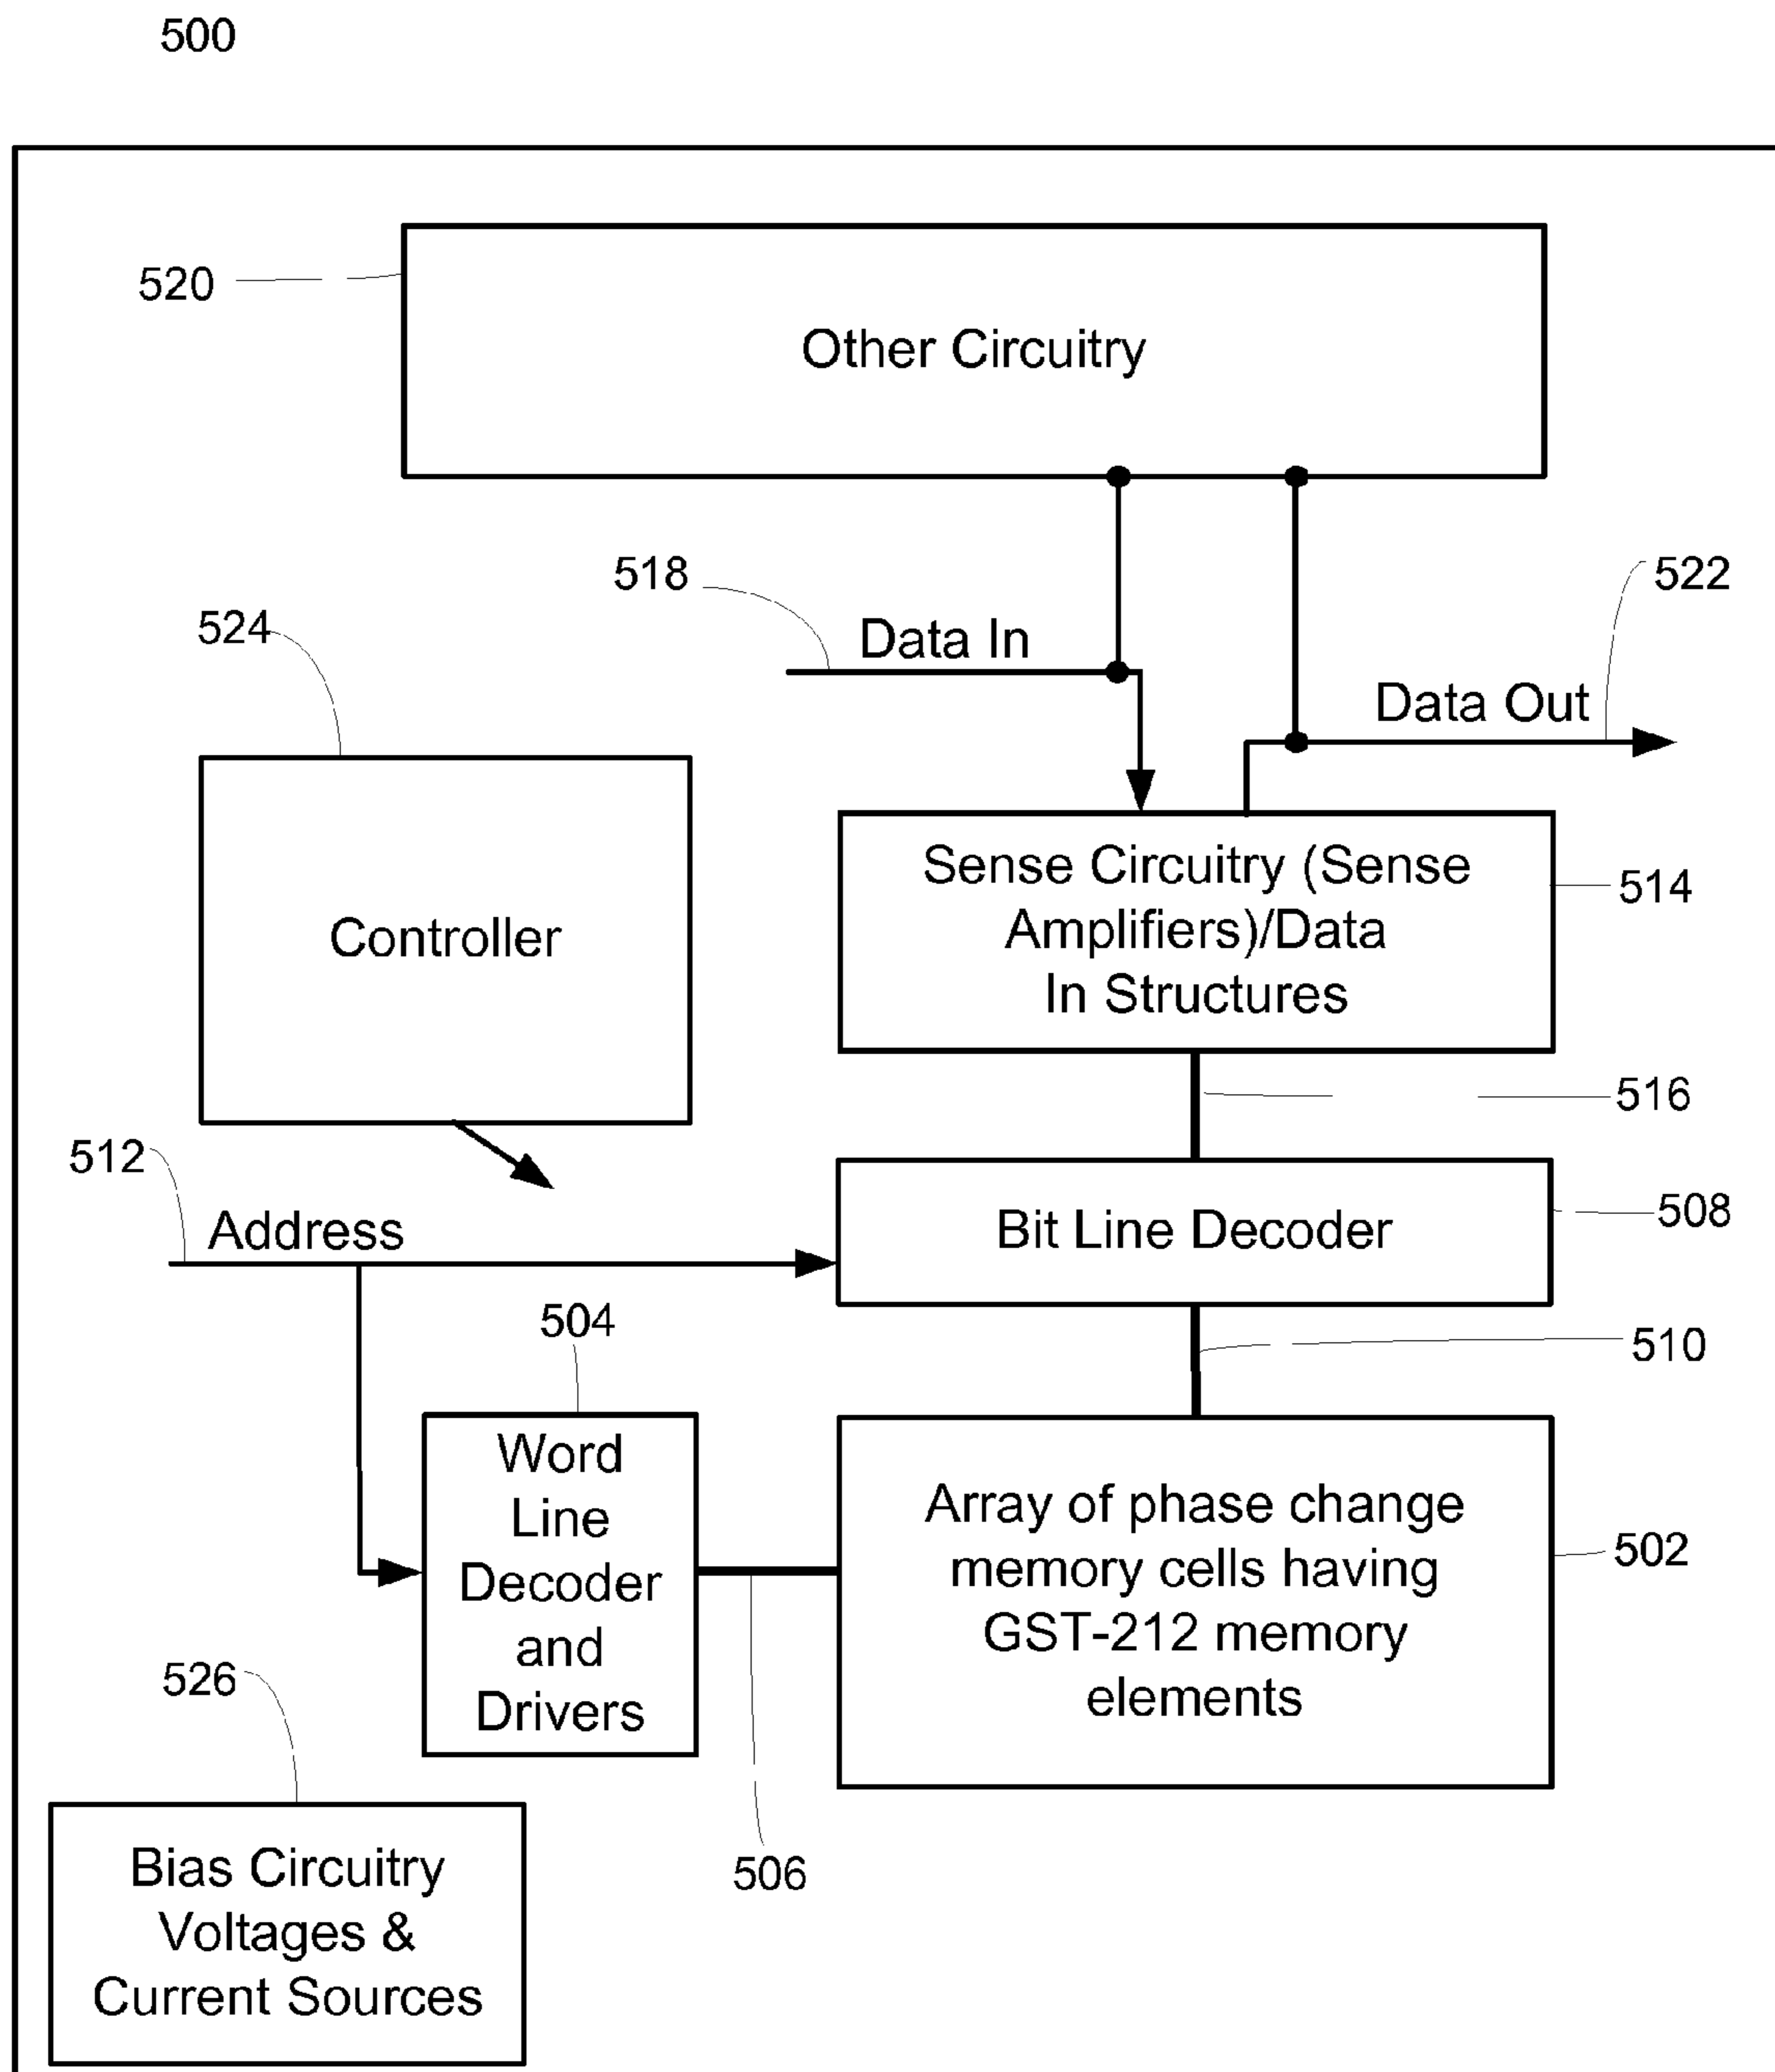 500
520
Other Circuitry
518
522
524
Data In
Data Out
Controller
Sense Circuitry (Sense
Amplifiers)/Data
In Structures
514
516
512
Address
Bit Line Decoder
508
504
510
Word
Line
Decoder
and
Drivers
Array of phase change
memory cells having
GST-212 memory
elements
502
526
506
Bias Circuitry
Voltages &
Current Sources